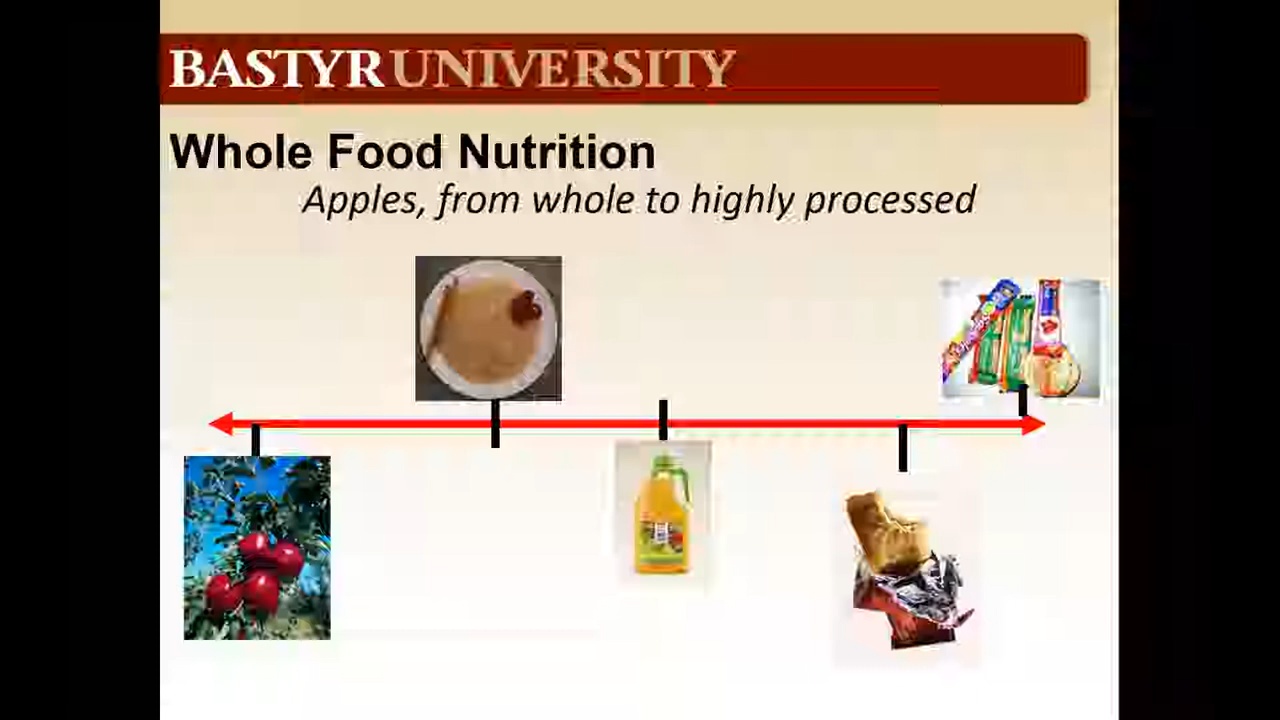 BASTYR UNIVERSITY
Whole Food Nutrition
Apples, from whole to highly processed